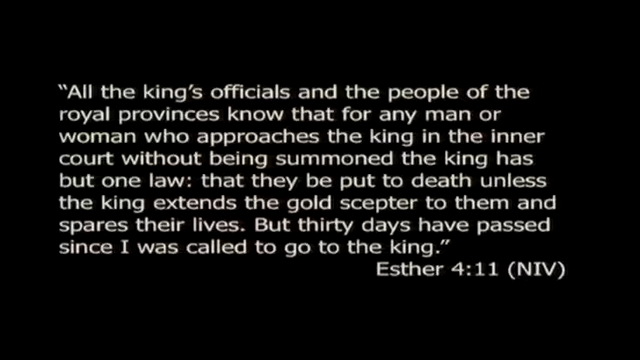 “All the king’s officials and the people of the
royal provinces know that for any man or
woman who approaches the king in the inner
court without being summoned the king has
but one law: that they be put to death unless
the king extends the gold scepter to them and
spares their lives. But thirty days have passed
since I was called to go to the king.”
Esther 4:11 (NIV)